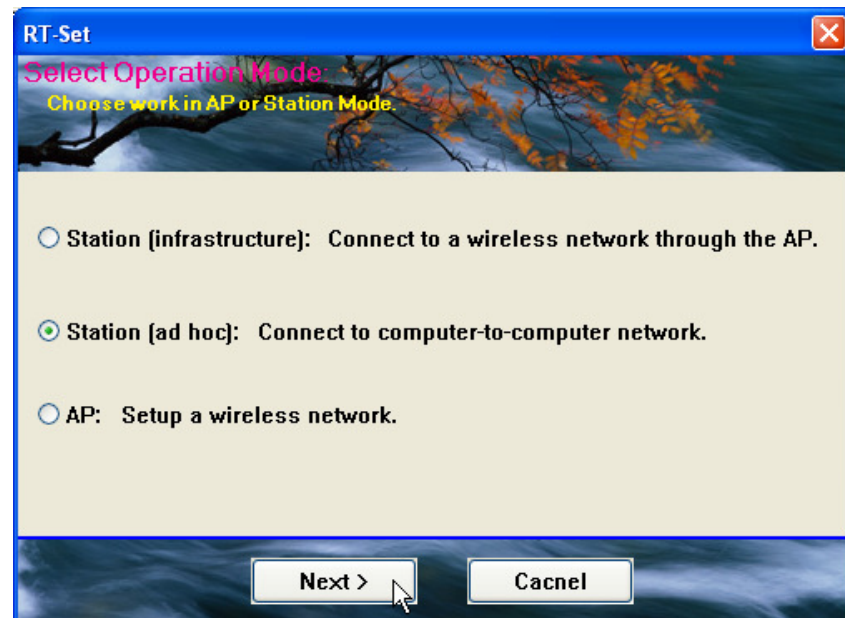 RT-Set
Select Operation Mode:
Choose work in AP or Station Mode.
Station (infrastructure): Connect to a wireless network through the AP.
Station (ad hoc): Connect to computer-to-computer network.
AP: Setup a wireless network.
Next > Cacnel